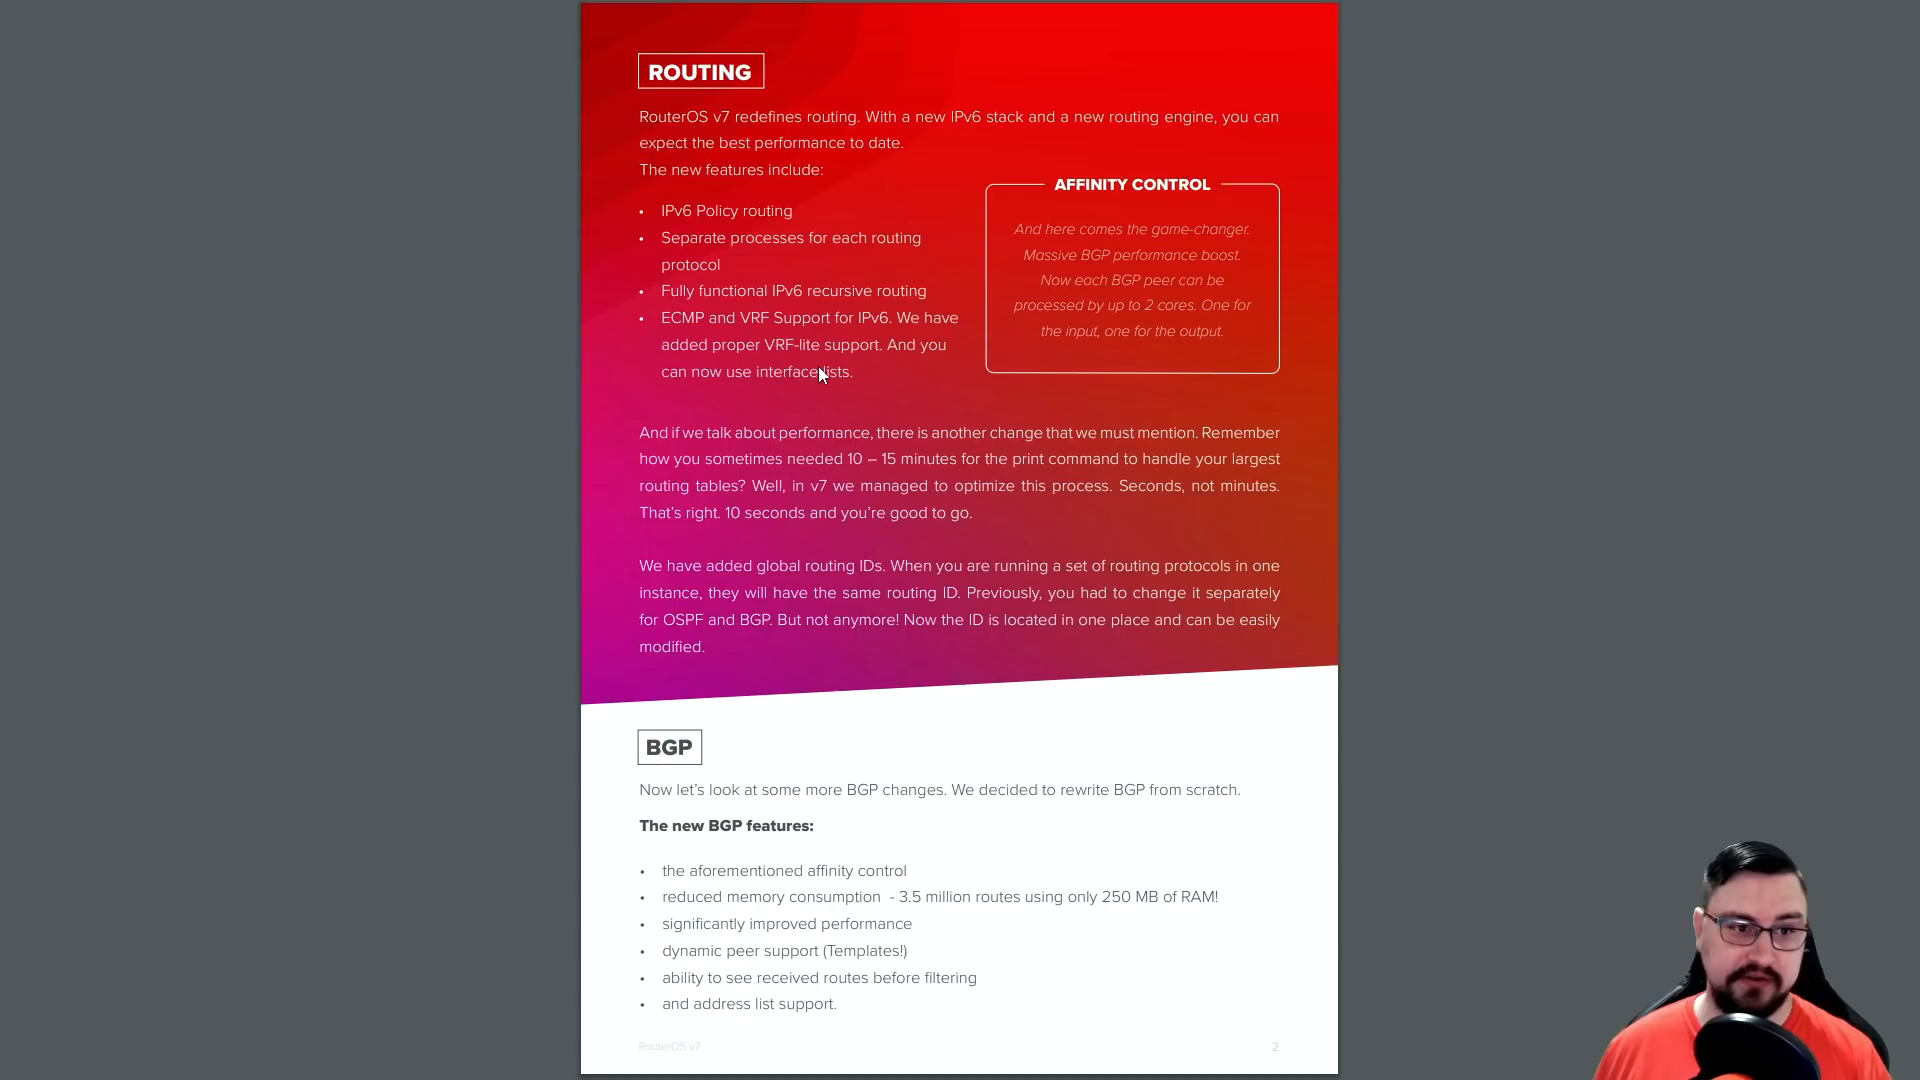 ROUTING
RouterOS v7 redefines routing. With a new IPv6 stack and a new routing engine, you can
expect the best performance to date.
The new features include:
• IPv6 Policy routing
• Separate processes for each routing
protocol
• Fully functional IPv6 recursive routing
• ECMP and VRF Support for IPv6. We have
added proper VRF-lite support. And you
can now use interface lists.
AFFINITY CONTROL
And here comes the game-changer.
Massive BGP performance boost.
Now each BGP peer can be
processed by up to 2 cores. One for
the input, one for the output.
And if we talk about performance, there is another change that we must mention. Remember
how you sometimes needed 10 – 15 minutes for the print command to handle your largest
routing tables? Well, in v7 we managed to optimize this process. Seconds, not minutes.
That's right. 10 seconds and you're good to go.
We have added global routing IDs. When you are running a set of routing protocols in one
instance, they will have the same routing ID. Previously, you had to change it separately
for OSPF and BGP. But not anymore! Now the ID is located in one place and can be easily
modified.
BGP
Now let's look at some more BGP changes. We decided to rewrite BGP from scratch.
The new BGP features:
• the aforementioned affinity control
• reduced memory consumption - 3.5 million routes using only 250 MB of RAM!
• significantly improved performance
• dynamic peer support (Templates!)
• ability to see received routes before filtering
• and address list support.
RouterOS v7
2